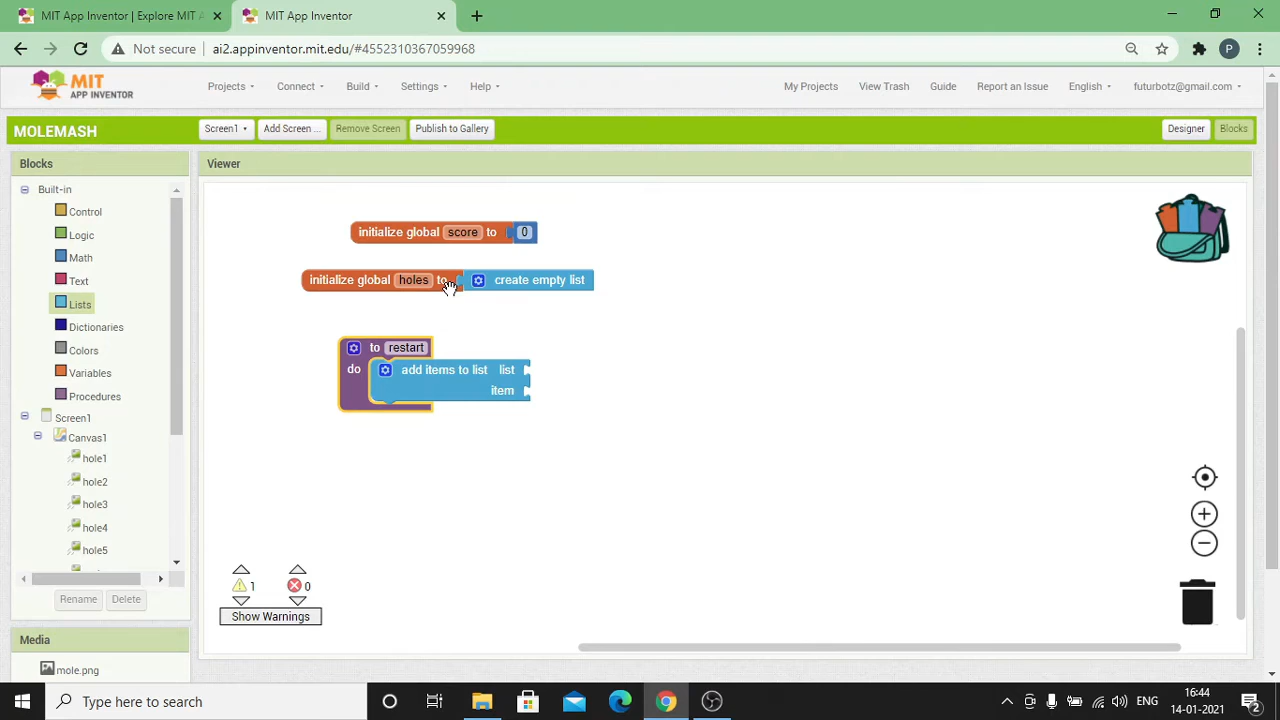 MIT App Inventor | Explore MIT A
MIT App Inventor
Not secure
ai2.appinventor.mit.edu/#4552310367059968
P
MIT
APP INVENTOR
Projects
Connect
Build
Settings
Help
My Projects
View Trash
Guide
Report an Issue
English
futurbotz@gmail.com
MOLEMASH
Screen1
Add Screen ...
Remove Screen
Publish to Gallery
Designer
Blocks
Blocks
Viewer
Built-in
Control
Logic
Math
Text
Lists
Dictionaries
Colors
Variables
Procedures
Screen1
Canvas1
hole1
hole2
hole3
hole4
hole5
Rename
Delete
Media
mole.png
initialize global score to 0
initialize global holes to create empty list
to restart
do add items to list list
item
1
0
Show Warnings
Type here to search
ENG
16:44
14-01-2021
2